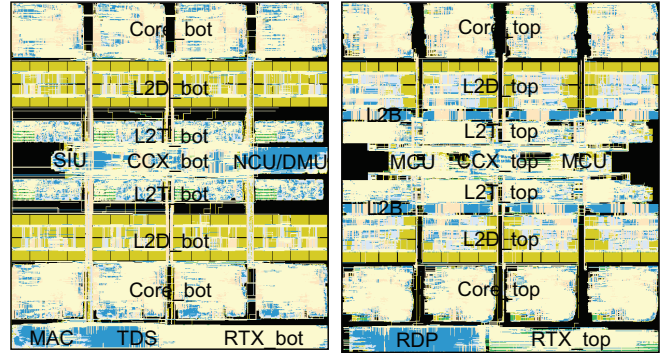 Core_bot
L2D_bot
L2T_bot
SIU CCX_bot NCU/DMU
L2T_bot
L2D_bot
Core_bot
MAC TDS RTX_bot
Core_top
L2D_top
L2B
L2T_top
MCU CCX_top MCU
L2T_top
L2B
L2D_top
Core_top
RDP RTX_top